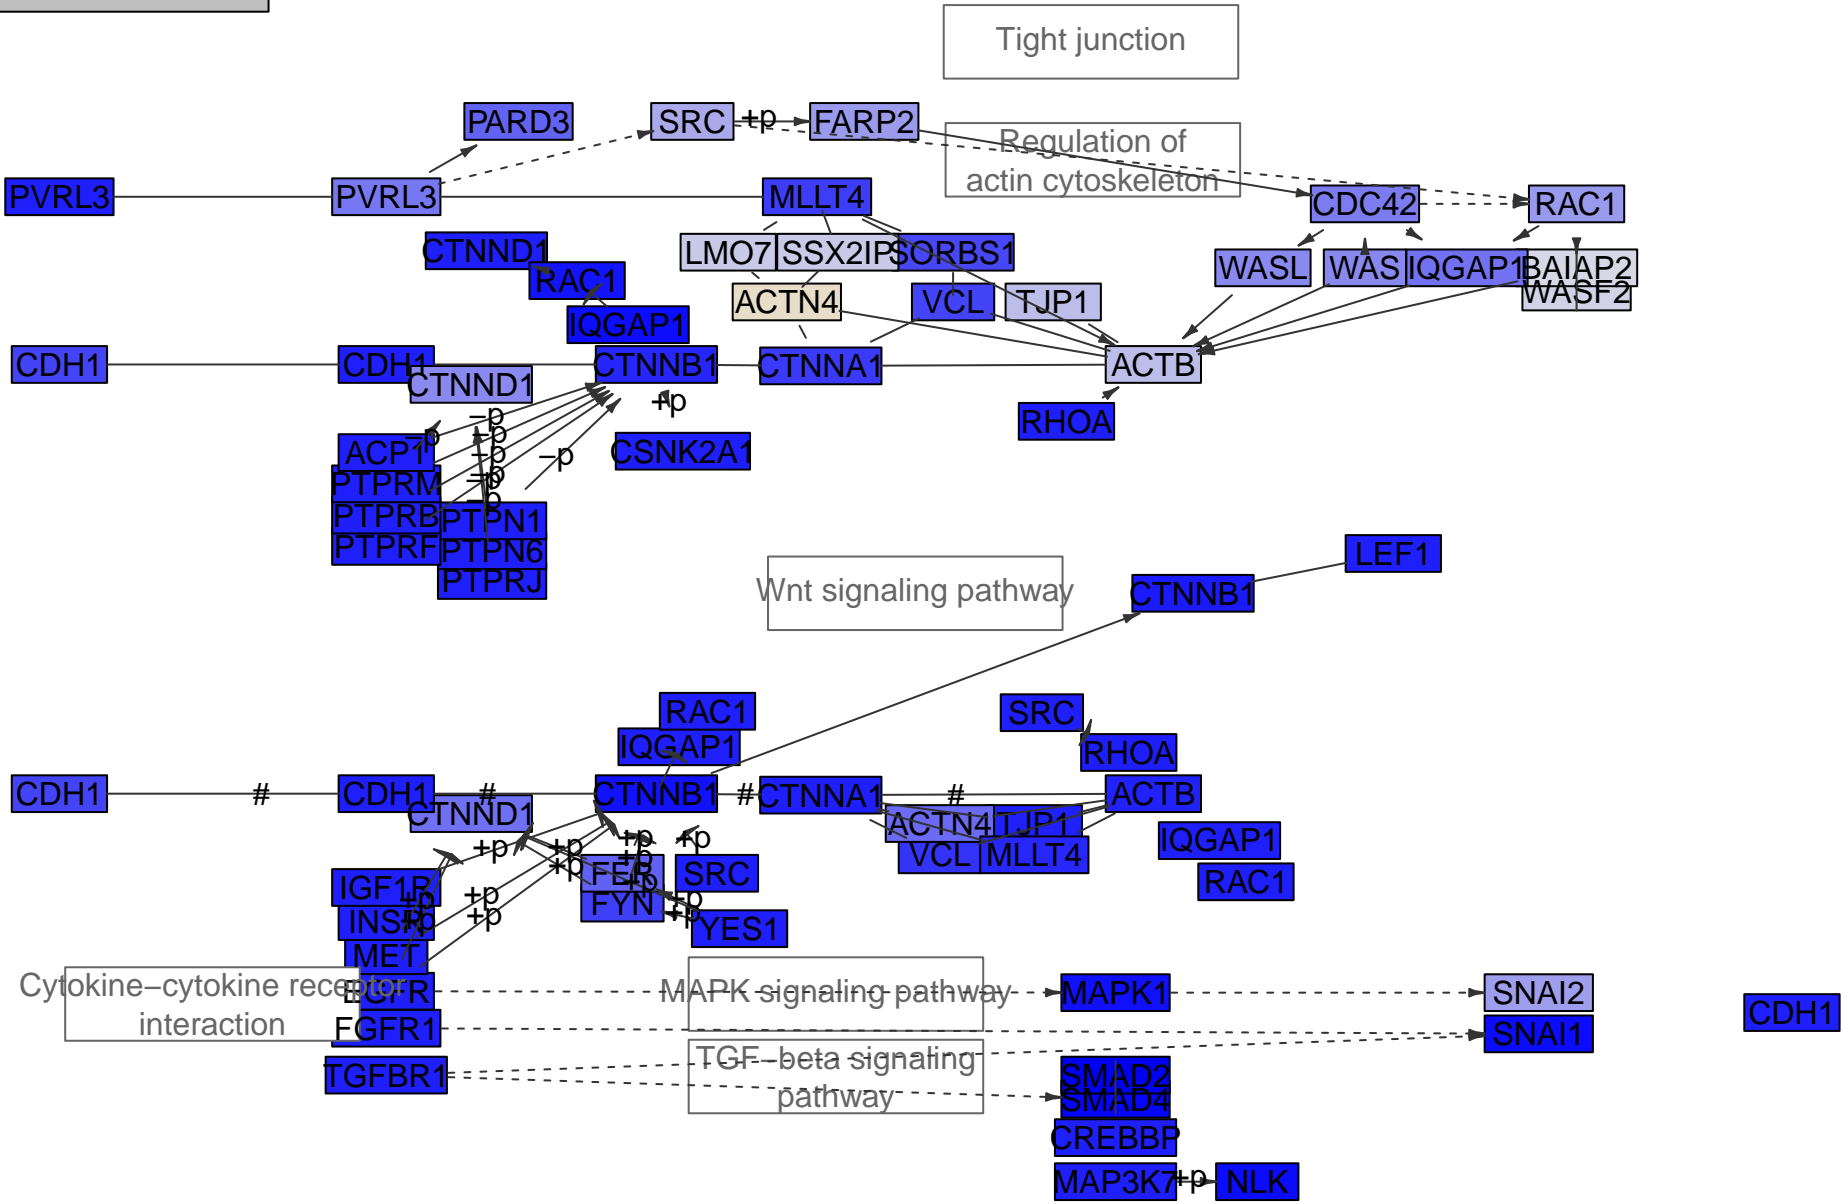 Tight junction
PARD3
SRC
+p
FARP2
Regulation of
actin cytoskeleton
PVRL3
PVRL3
MLLT4
CDC42
RAC1
CTNND1
LMO7
SSX2IP
SORBS1
WASL
WAS
IQGAP1
BAIAP2
WASF2
RAC1
ACTN4
VCL
TJP1
IQGAP1
CDH1
CDH1
CTNNB1
CTNNA1
ACTB
CTNND1
+p
RHOA
−p
−p
−p
−p
−p
−p
−p
−p
ACP1
CSNK2A1
PTPRM
PTPRB
PTPN1
PTPRF
PTPN6
PTPRJ
LEF1
Wnt signaling pathway
CTNNB1
RAC1
SRC
IQGAP1
RHOA
CDH1
#
CDH1
#
CTNNB1
#
CTNNA1
#
ACTB
CTNND1
ACTN4
TJP1
+p
+p
+p
+p
+p
+p
+p
VCL
MLLT4
IQGAP1
IGF1R
FER
SRC
RAC1
+p
+p
+p
+p
+p
+p
INSR
FYN
YES1
MET
Cytokine−cytokine receptor
interaction
EGFR
MAPK signaling pathway
MAPK1
SNAI2
CDH1
FGFR1
SNAI1
TGF−beta signaling
pathway
TGFBR1
SMAD2
SMAD4
CREBBP
MAP3K7
+p
NLK